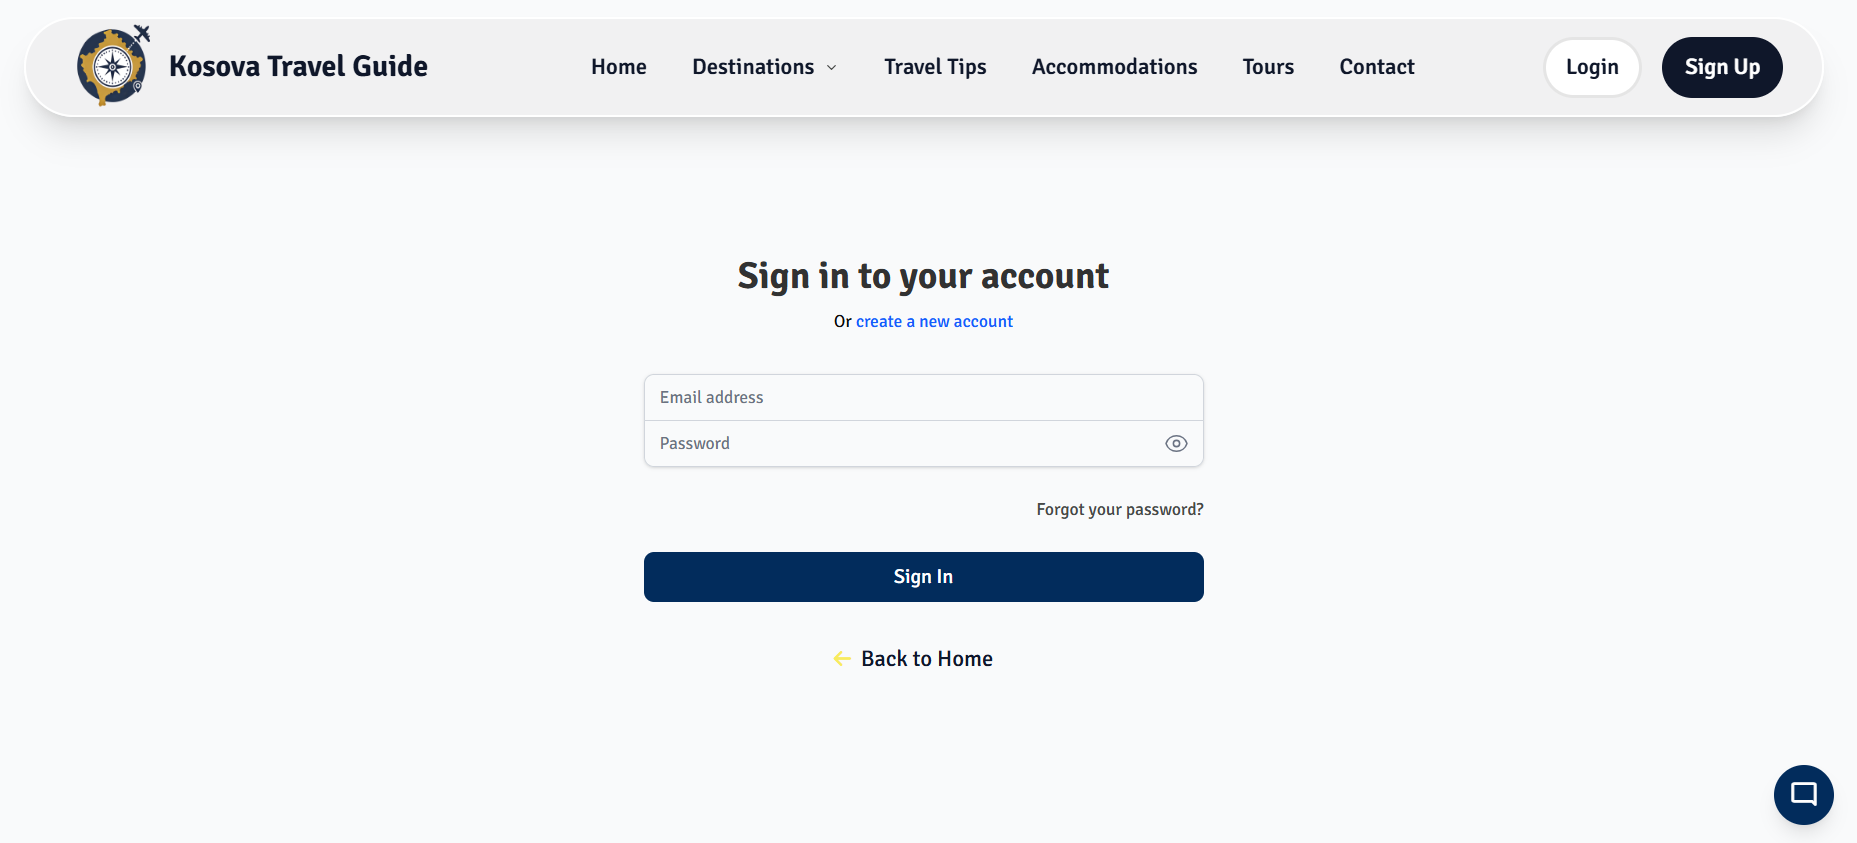 Kosova Travel Guide
Home Destinations Travel Tips Accommodations Tours Contact
Login Sign Up
Sign in to your account
Or create a new account
Email address
Password
Forgot your password?
Sign In
Back to Home